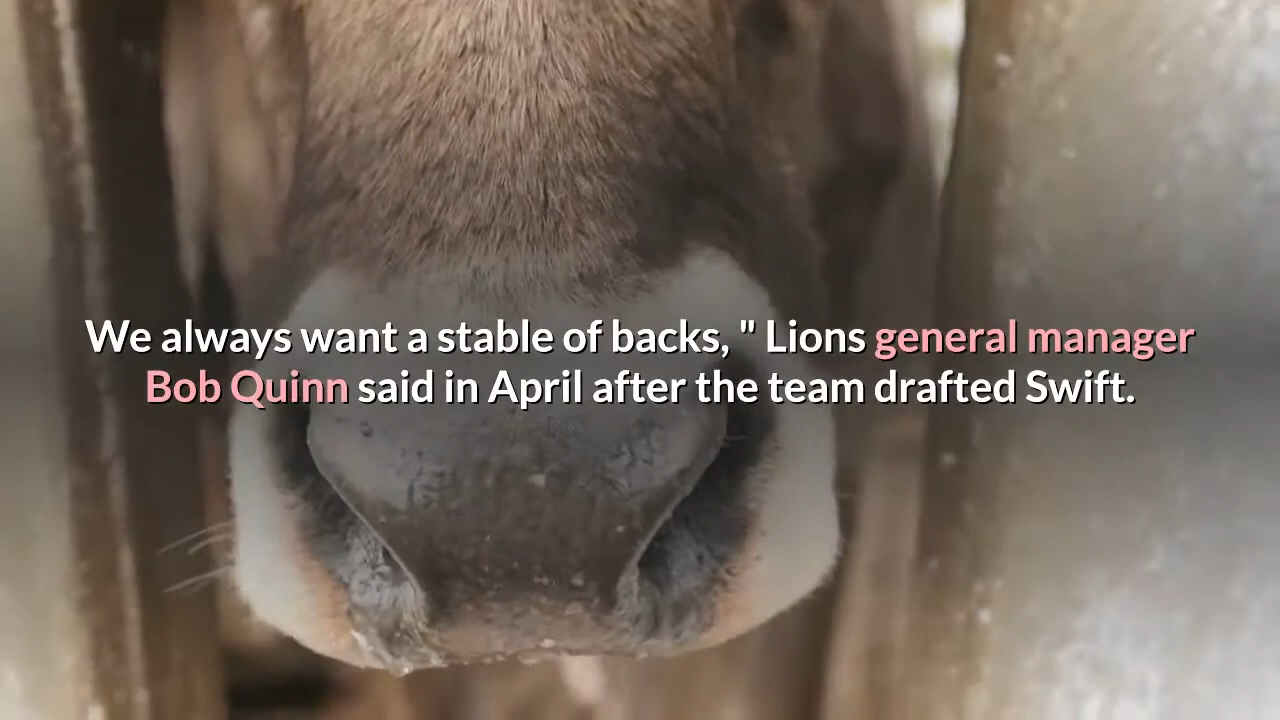 We always want a stable of backs, " Lions general manager
Bob Quinn said in April after the team drafted Swift.